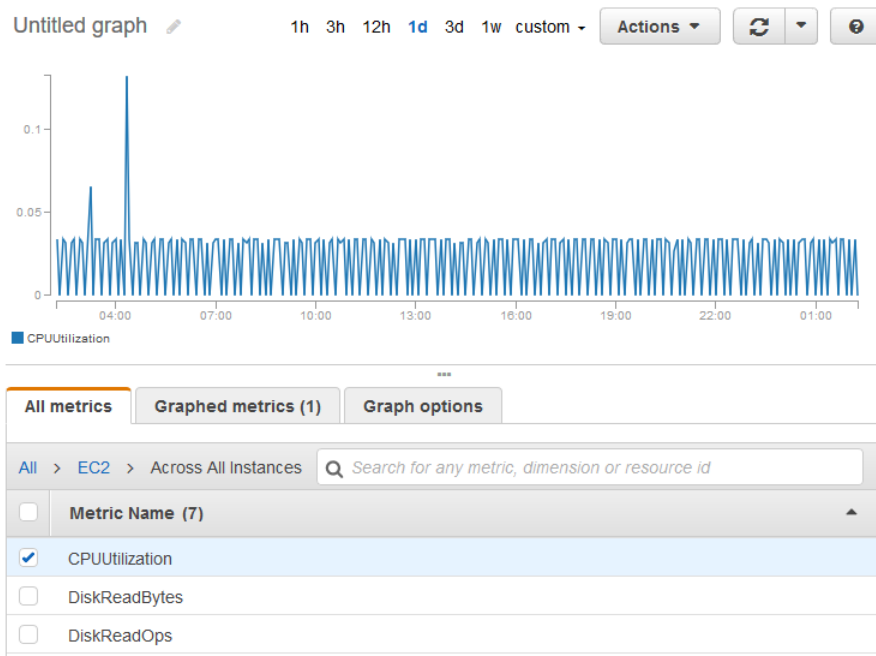 Untitled graph 1h 3h 12h 1d 3d 1w custom Actions
0.1
0.05
0
04:00 07:00 10:00 13:00 16:00 19:00 22:00 01:00
CPUUtilization
All metrics Graphed metrics (1) Graph options
All > EC2 > Across All Instances Search for any metric, dimension or resource id
Metric Name (7)
CPUUtilization
DiskReadBytes
DiskReadOps